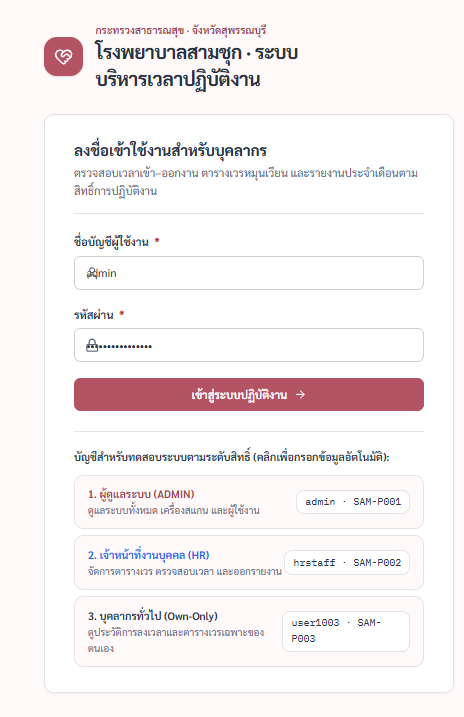 กระทรวงสาธารณสุข · จังหวัดสุพรรณบุรี
โรงพยาบาลสามชุก · ระบบ
บริหารเวลาปฏิบัติงาน
ลงชื่อเข้าใช้งานสำหรับบุคลากร
ตรวจสอบเวลาเข้า–ออกงาน ตารางเวรหมุนเวียน และรายงานประจำเดือนตาม
สิทธิ์การปฏิบัติงาน
ชื่อบัญชีผู้ใช้งาน *
admin
รหัสผ่าน *
เข้าสู่ระบบปฏิบัติงาน →
บัญชีสำหรับทดสอบระบบตามระดับสิทธิ์ (คลิกเพื่อกรอกข้อมูลอัตโนมัติ):
1. ผู้ดูแลระบบ (ADMIN)
ดูแลระบบทั้งหมด เครื่องสแกน และผู้ใช้งาน
admin · SAM-P001
2. เจ้าหน้าที่งานบุคคล (HR)
จัดการตารางเวร ตรวจสอบเวลา และออกรายงาน
hrstaff · SAM-P002
3. บุคลากรทั่วไป (Own-Only)
ดูประวัติการลงเวลาและตารางเวรเฉพาะของ
ตนเอง
user1003 · SAM-
P003